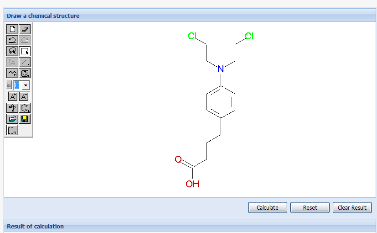 Draw a chemical structure
Cl
Cl
N
O
OH
Calculate
Reset
Clear Result
Result of calculation